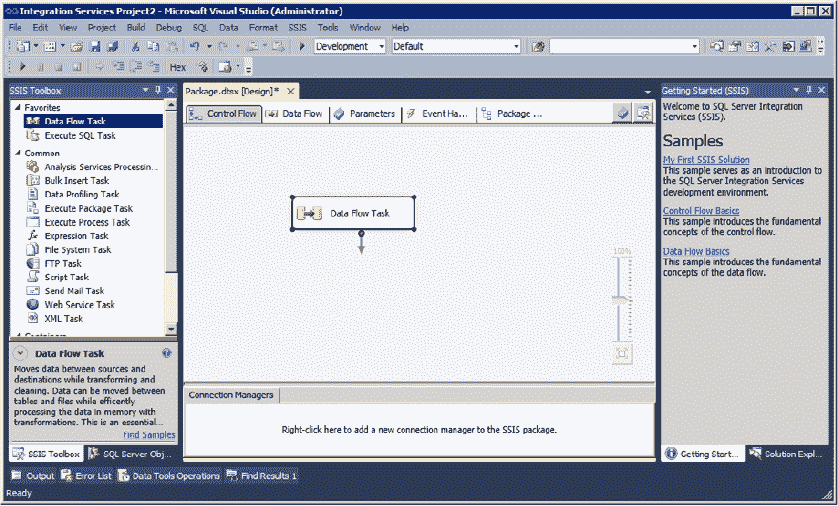 Integration Services Project2 - Microsoft Visual Studio (Administrator)
File Edit View Project Build Debug SQL Data Format SSIS Tools Window Help
Development Default
Hex
SSIS Toolbox
Favorites
Data Flow Task
Execute SQL Task
Common
Analysis Services Processin...
Bulk Insert Task
Data Profiling Task
Execute Package Task
Execute Process Task
Expression Task
File System Task
FTP Task
Script Task
Send Mail Task
Web Service Task
XML Task
Containers
Data Flow Task
Moves data between sources and
destinations while transforming and
cleaning. Data can be moved between
tables and files while efficently
processing the data in memory with
transformations. This is an essential...
Find Samples
SSIS Toolbox SQL Server Obj...
Package.dtsx [Design]*
Control Flow Data Flow Parameters Event Ha... Package ...
Data Flow Task
100%
Connection Managers
Right-click here to add a new connection manager to the SSIS package.
Getting Started (SSIS)
Welcome to SQL Server Integration
Services (SSIS).
Samples
My First SSIS Solution
This sample serves as an introduction to
the SQL Server Integration Services
development environment.
Control Flow Basics
This sample introduces the fundamental
concepts of the control flow.
Data Flow Basics
This sample introduces the fundamental
concepts of the data flow.
Getting Start... Solution Expl...
Output Error List Data Tools Operations Find Results 1
Ready